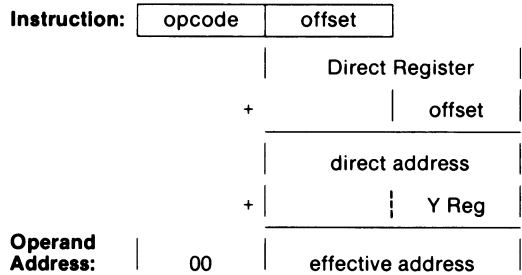 Instruction: opcode offset
Direct Register
+ offset
direct address
+ Y Reg
Operand
Address: 00 effective address